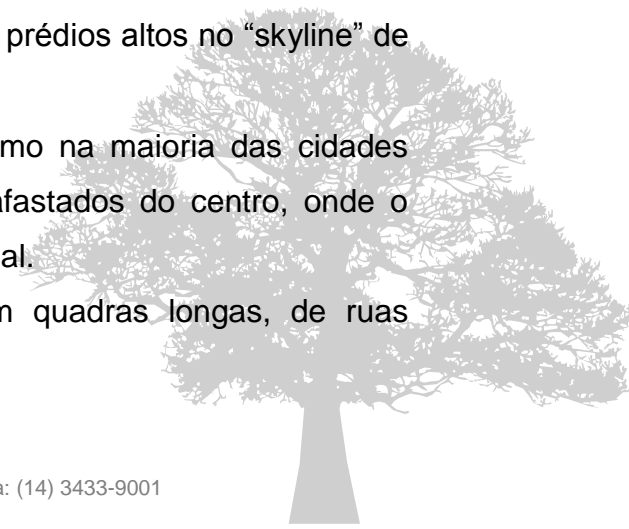 prédios altos no “skyline” de
mo na maioria das cidades
afastados do centro, onde o
al.
m quadras longas, de ruas
a: (14) 3433-9001